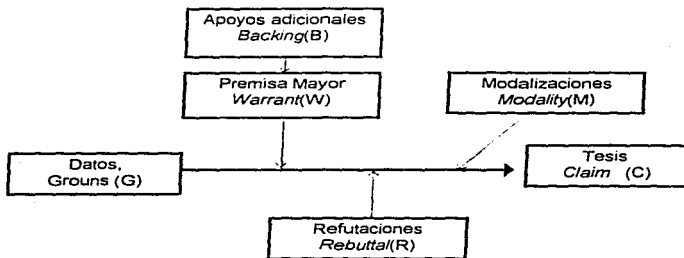 Apoyos adicionales
Backing(B)
Premisa Mayor
Warrant(W)
Modalizaciones
Modality(M)
Datos,
Grouns (G)
Tesis
Claim (C)
Refutaciones
Rebuttal(R)